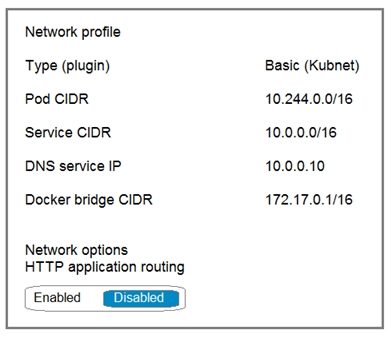 Network profile
Type (plugin) Basic (Kubnet)
Pod CIDR 10.244.0.0/16
Service CIDR 10.0.0.0/16
DNS service IP 10.0.0.10
Docker bridge CIDR 172.17.0.1/16
Network options
HTTP application routing
Enabled Disabled